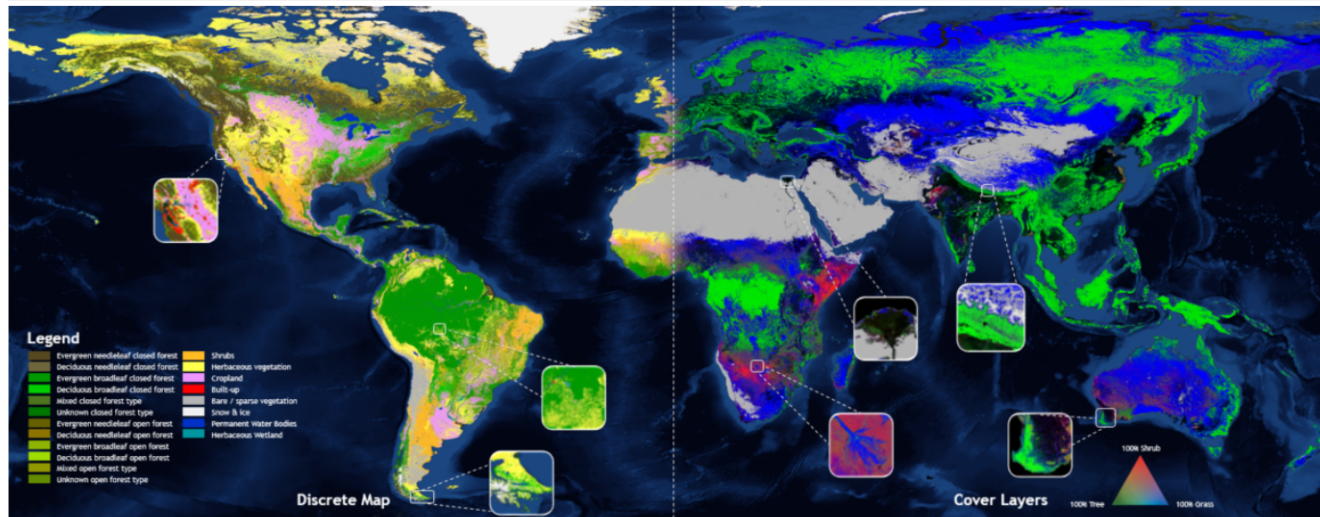 Legend
Evergreen needleleaf closed forest
Deciduous needleleaf closed forest
Evergreen broadleaf closed forest
Deciduous broadleaf closed forest
Mixed closed forest type
Unknown closed forest type
Evergreen needleleaf open forest
Deciduous needleleaf open forest
Evergreen broadleaf open forest
Deciduous broadleaf open forest
Mixed open forest type
Unknown open forest type
Shrubs
Herbaceous vegetation
Cropland
Built-up
Bare / sparse vegetation
Snow & ice
Permanent Water Bodies
Herbaceous Wetland
Discrete Map
Cover Layers
100% Shrub
100% Tree
100% Grass